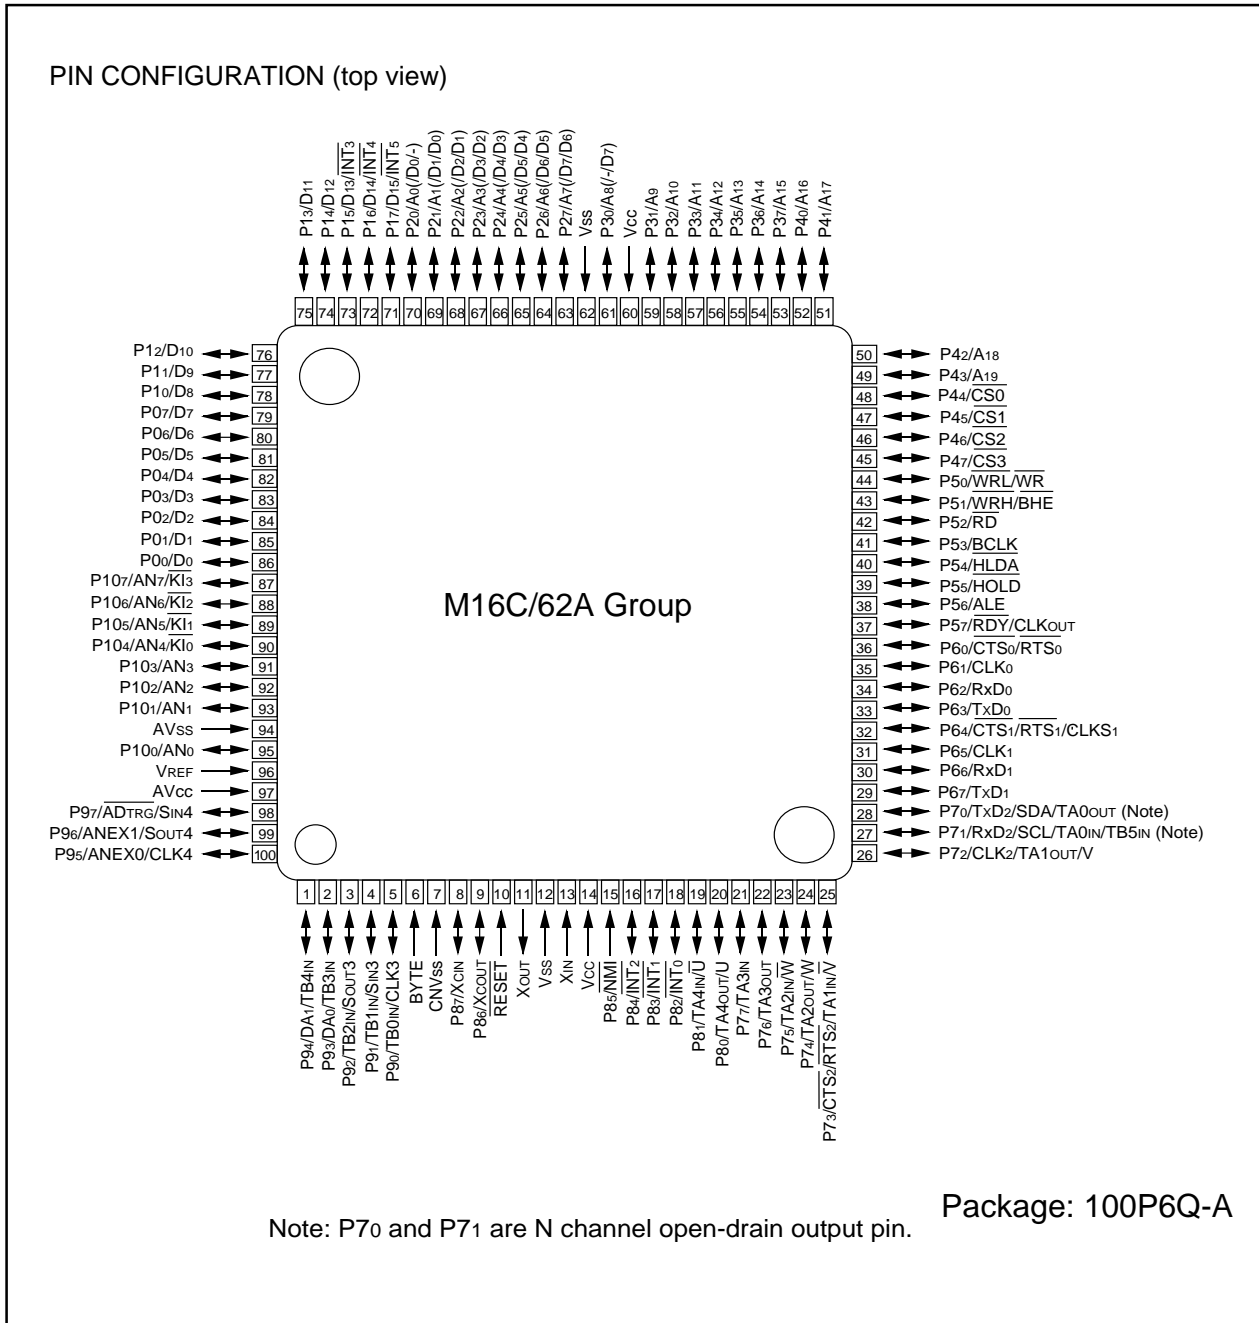 PIN CONFIGURATION (top view)
P13/D11
P14/D12
P15/D13/INT3
P16/D14/INT4
P17/D15/INT5
P20/A0(/D0/-)
P21/A1(/D1/D0)
P22/A2(/D2/D1)
P23/A3(/D3/D2)
P24/A4(/D4/D3)
P25/A5(/D5/D4)
P26/A6(/D6/D5)
P27/A7(/D7/D6)
Vss
P30/A8(/-/D7)
Vcc
P31/A9
P32/A10
P33/A11
P34/A12
P35/A13
P36/A14
P37/A15
P40/A16
P41/A17
75 74 73 72 71 70 69 68 67 66 65 64 63 62 61 60 59 58 57 56 55 54 53 52 51
P12/D10 76
P11/D9 77
P10/D8 78
P07/D7 79
P06/D6 80
P05/D5 81
P04/D4 82
P03/D3 83
P02/D2 84
P01/D1 85
P00/D0 86
P107/AN7/KI3 87
P106/AN6/KI2 88
P105/AN5/KI1 89
P104/AN4/KI0 90
P103/AN3 91
P102/AN2 92
P101/AN1 93
AVss 94
P100/AN0 95
VREF 96
AVcc 97
P97/ADTRG/SIN4 98
P96/ANEX1/SOUT4 99
P95/ANEX0/CLK4 100
M16C/62A Group
50 P42/A18
49 P43/A19
48 P44/CS0
47 P45/CS1
46 P46/CS2
45 P47/CS3
44 P50/WRL/WR
43 P51/WRH/BHE
42 P52/RD
41 P53/BCLK
40 P54/HLDA
39 P55/HOLD
38 P56/ALE
37 P57/RDY/CLKOUT
36 P60/CTS0/RTS0
35 P61/CLK0
34 P62/RxD0
33 P63/TxD0
32 P64/CTS1/RTS1/CLKS1
31 P65/CLK1
30 P66/RxD1
29 P67/TxD1
28 P70/TxD2/SDA/TA0OUT (Note)
27 P71/RxD2/SCL/TA0IN/TB5IN (Note)
26 P72/CLK2/TA1OUT/V
1 2 3 4 5 6 7 8 9 10 11 12 13 14 15 16 17 18 19 20 21 22 23 24 25
P94/DA1/TB4IN
P93/DA0/TB3IN
P92/TB2IN/SOUT3
P91/TB1IN/SIN3
P90/TB0IN/CLK3
BYTE
CNVss
P87/XCIN
P86/XCOUT
RESET
XOUT
Vss
XIN
Vcc
P85/NMI
P84/INT2
P83/INT1
P82/INT0
P81/TA4IN/U
P80/TA4OUT/U
P77/TA3IN
P76/TA3OUT
P75/TA2IN/W
P74/TA2OUT/W
P73/CTS2/RTS2/TA1IN/V
Package: 100P6Q-A
Note: P70 and P71 are N channel open-drain output pin.